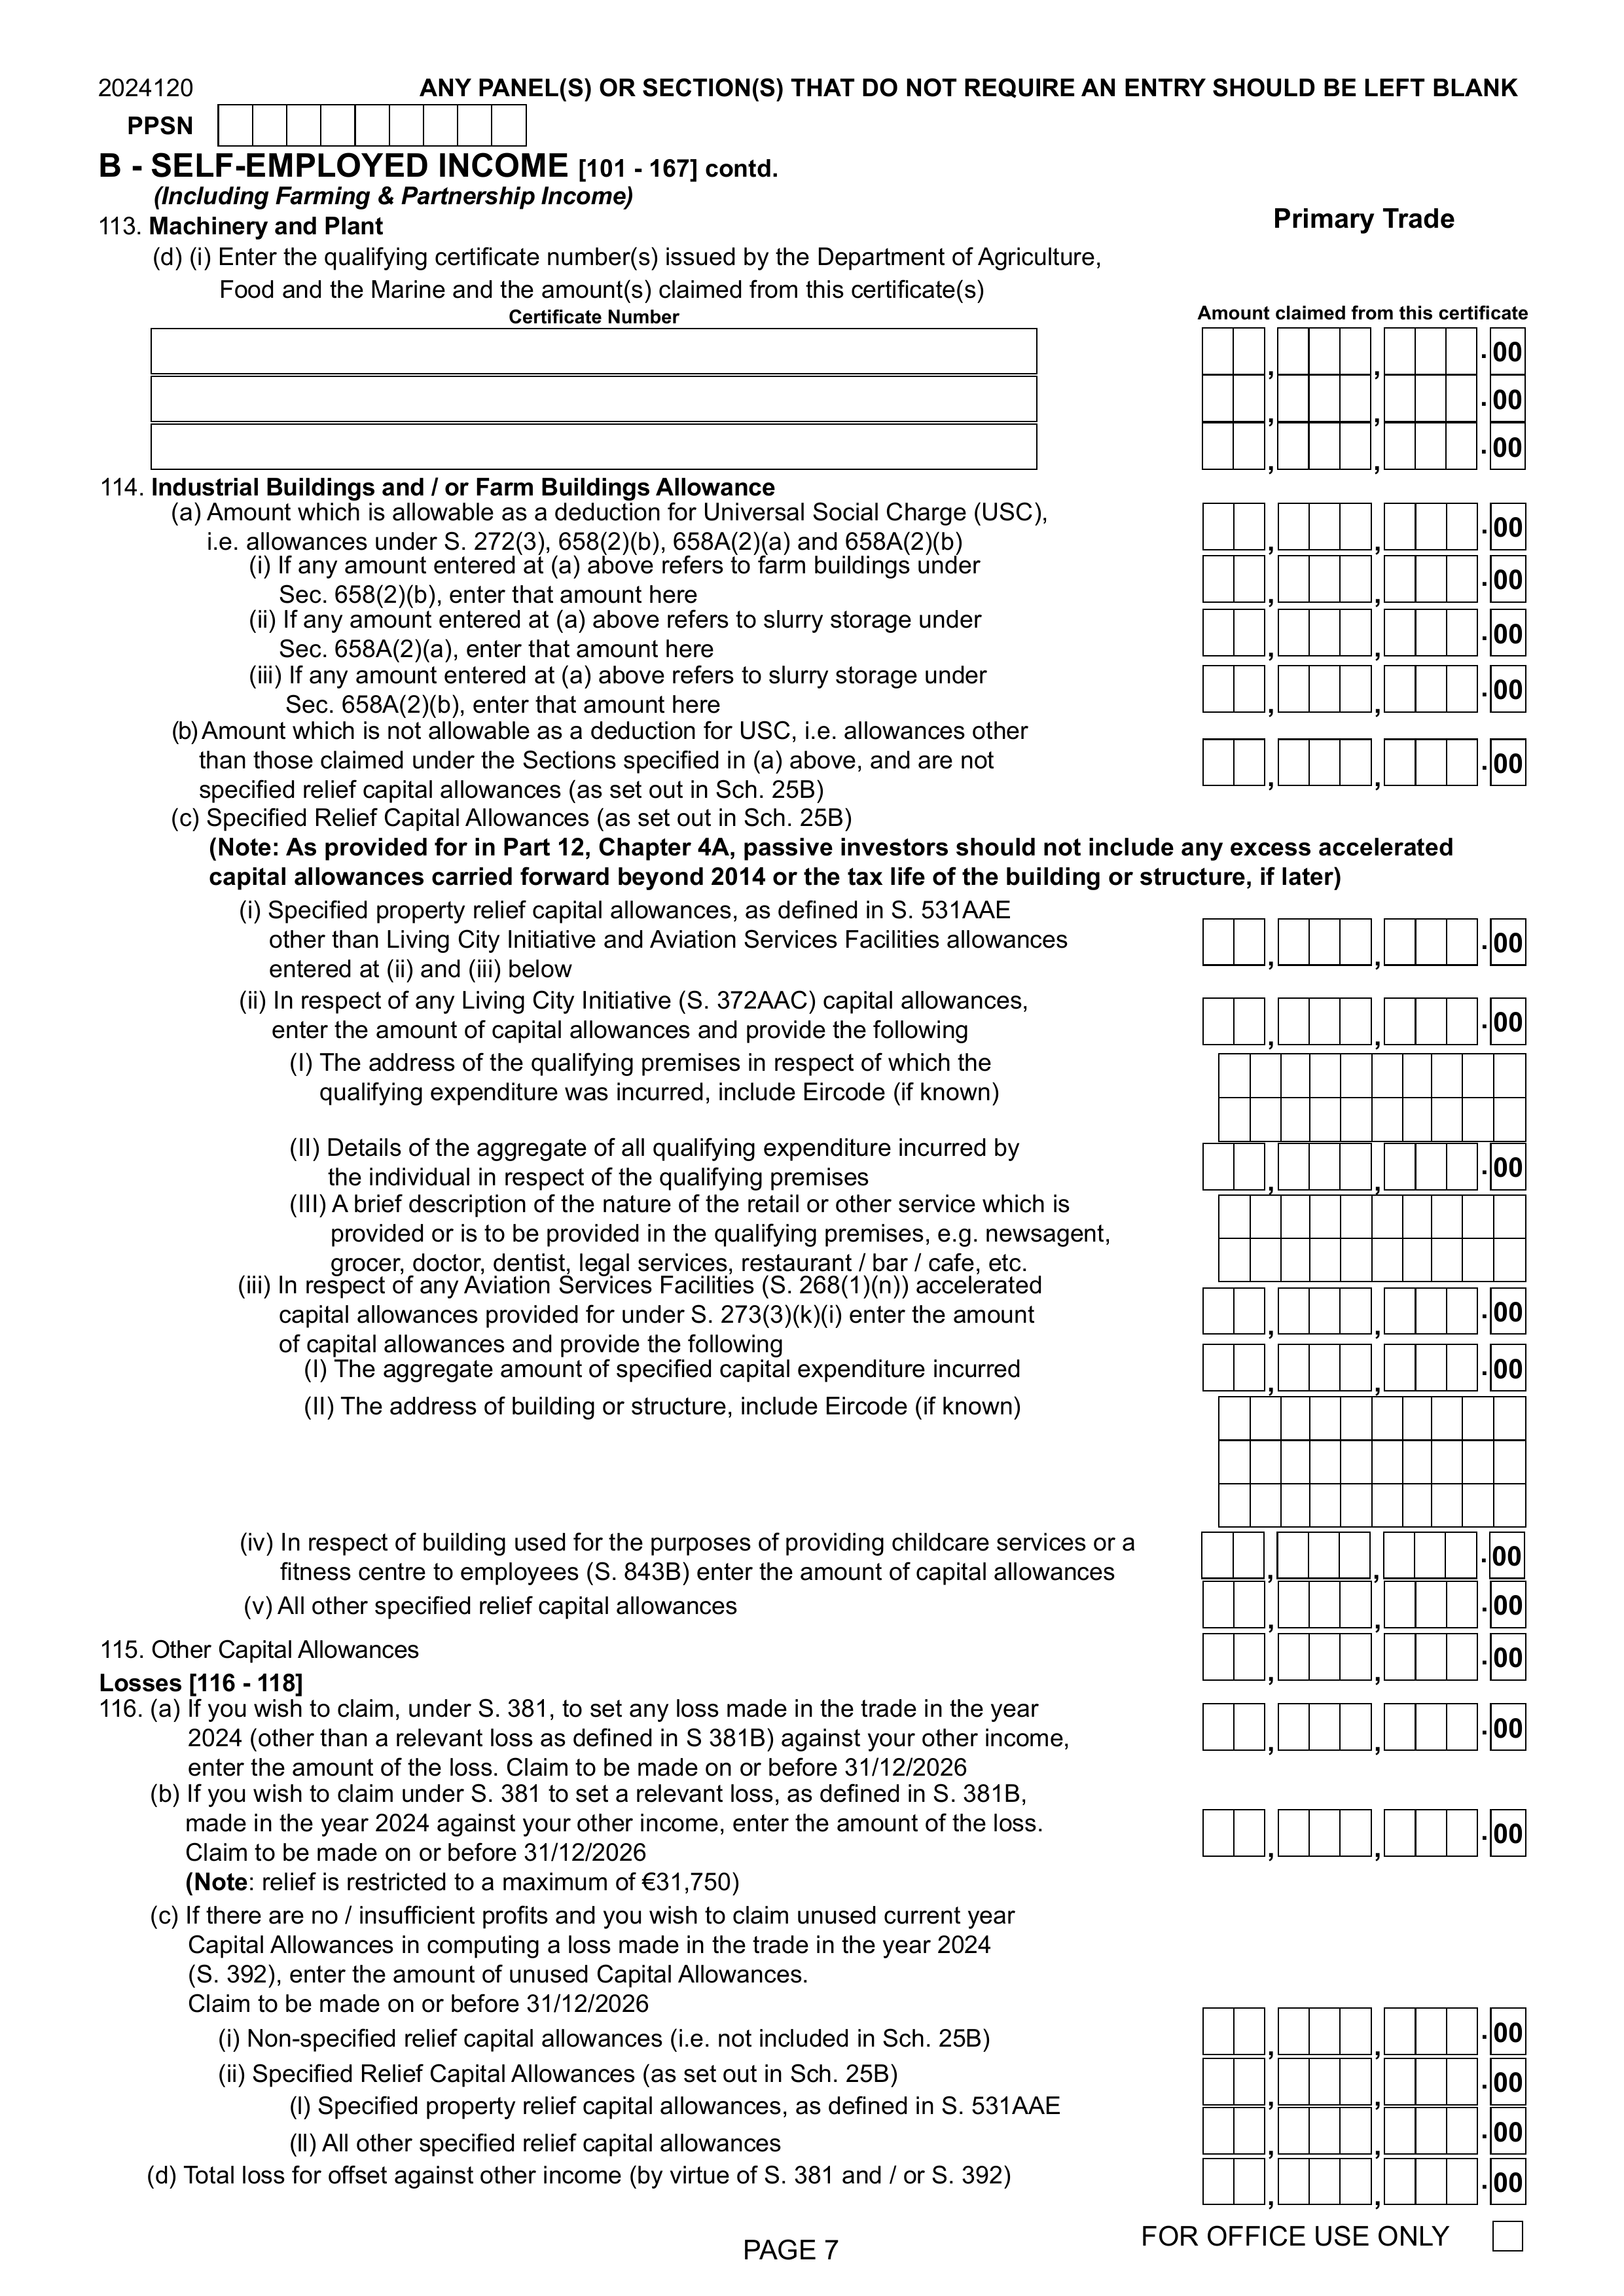 2024120 ANY PANEL(S) OR SECTION(S) THAT DO NOT REQUIRE AN ENTRY SHOULD BE LEFT BLANK
PPSN
B - SELF-EMPLOYED INCOME [101 - 167] contd.
(Including Farming & Partnership Income)
113. Machinery and Plant
Primary Trade
(d) (i) Enter the qualifying certificate number(s) issued by the Department of Agriculture,
Food and the Marine and the amount(s) claimed from this certificate(s)
Certificate Number Amount claimed from this certificate
, , .00
, , .00
, , .00
114. Industrial Buildings and / or Farm Buildings Allowance
(a) Amount which is allowable as a deduction for Universal Social Charge (USC),
i.e. allowances under S. 272(3), 658(2)(b), 658A(2)(a) and 658A(2)(b) , , .00
(i) If any amount entered at (a) above refers to farm buildings under
Sec. 658(2)(b), enter that amount here , , .00
(ii) If any amount entered at (a) above refers to slurry storage under
Sec. 658A(2)(a), enter that amount here , , .00
(iii) If any amount entered at (a) above refers to slurry storage under
Sec. 658A(2)(b), enter that amount here , , .00
(b) Amount which is not allowable as a deduction for USC, i.e. allowances other
than those claimed under the Sections specified in (a) above, and are not , , .00
specified relief capital allowances (as set out in Sch. 25B)
(c) Specified Relief Capital Allowances (as set out in Sch. 25B)
(Note: As provided for in Part 12, Chapter 4A, passive investors should not include any excess accelerated
capital allowances carried forward beyond 2014 or the tax life of the building or structure, if later)
(i) Specified property relief capital allowances, as defined in S. 531AAE
other than Living City Initiative and Aviation Services Facilities allowances , , .00
entered at (ii) and (iii) below
(ii) In respect of any Living City Initiative (S. 372AAC) capital allowances,
enter the amount of capital allowances and provide the following , , .00
(I) The address of the qualifying premises in respect of which the
qualifying expenditure was incurred, include Eircode (if known)
(II) Details of the aggregate of all qualifying expenditure incurred by
the individual in respect of the qualifying premises , , .00
(III) A brief description of the nature of the retail or other service which is
provided or is to be provided in the qualifying premises, e.g. newsagent,
grocer, doctor, dentist, legal services, restaurant / bar / cafe, etc.
(iii) In respect of any Aviation Services Facilities (S. 268(1)(n)) accelerated
capital allowances provided for under S. 273(3)(k)(i) enter the amount , , .00
of capital allowances and provide the following
(I) The aggregate amount of specified capital expenditure incurred , , .00
(II) The address of building or structure, include Eircode (if known)
(iv) In respect of building used for the purposes of providing childcare services or a
fitness centre to employees (S. 843B) enter the amount of capital allowances , , .00
(v) All other specified relief capital allowances , , .00
115. Other Capital Allowances , , .00
Losses [116 - 118]
116. (a) If you wish to claim, under S. 381, to set any loss made in the trade in the year
2024 (other than a relevant loss as defined in S 381B) against your other income, , , .00
enter the amount of the loss. Claim to be made on or before 31/12/2026
(b) If you wish to claim under S. 381 to set a relevant loss, as defined in S. 381B,
made in the year 2024 against your other income, enter the amount of the loss. , , .00
Claim to be made on or before 31/12/2026
(Note: relief is restricted to a maximum of €31,750)
(c) If there are no / insufficient profits and you wish to claim unused current year
Capital Allowances in computing a loss made in the trade in the year 2024
(S. 392), enter the amount of unused Capital Allowances.
Claim to be made on or before 31/12/2026
(i) Non-specified relief capital allowances (i.e. not included in Sch. 25B) , , .00
(ii) Specified Relief Capital Allowances (as set out in Sch. 25B) , , .00
(I) Specified property relief capital allowances, as defined in S. 531AAE , , .00
(ll) All other specified relief capital allowances
(d) Total loss for offset against other income (by virtue of S. 381 and / or S. 392) , , .00
FOR OFFICE USE ONLY
PAGE 7